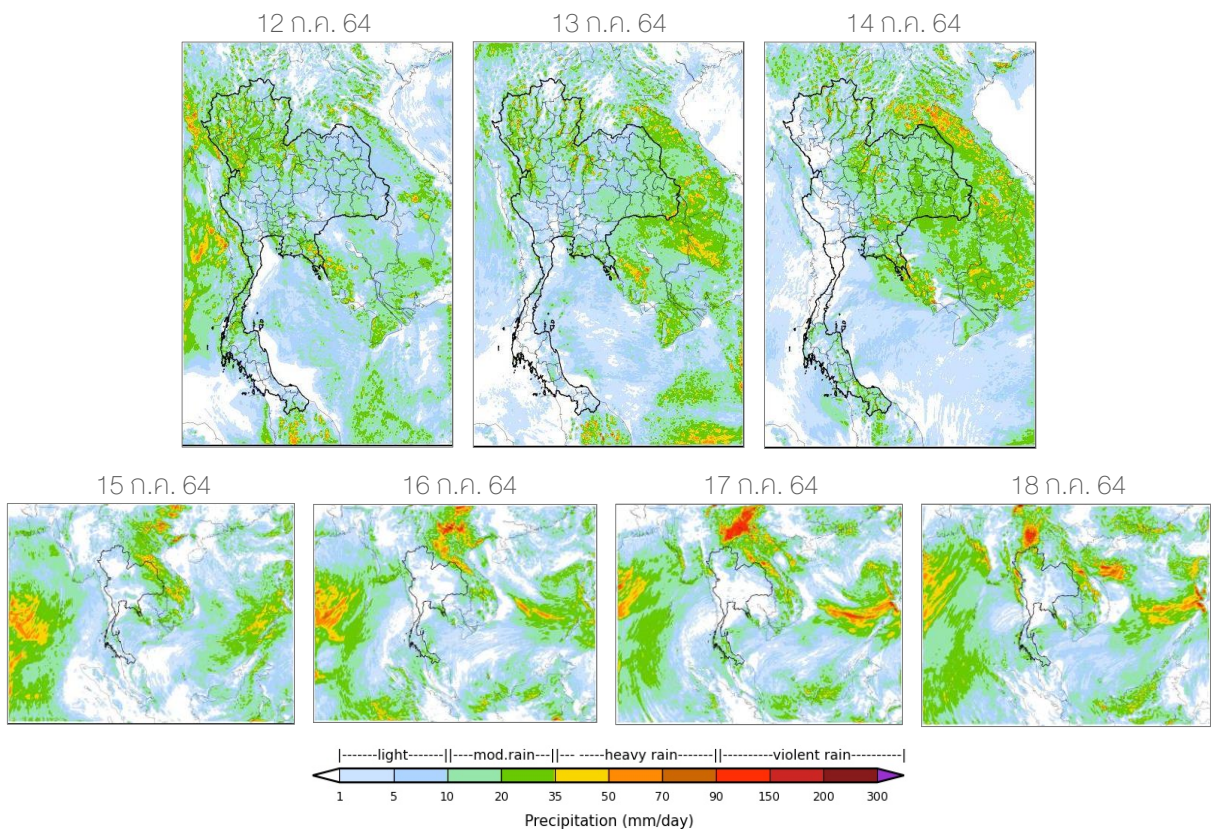 12 ก.ค. 64
13 ก.ค. 64
14 ก.ค. 64
15 ก.ค. 64
16 ก.ค. 64
17 ก.ค. 64
18 ก.ค. 64
|-------light-------||----mod.rain---||--- -----heavy rain--------||---------violent rain----------|
1 5 10 20 35 50 70 90 150 200 300
Precipitation (mm/day)